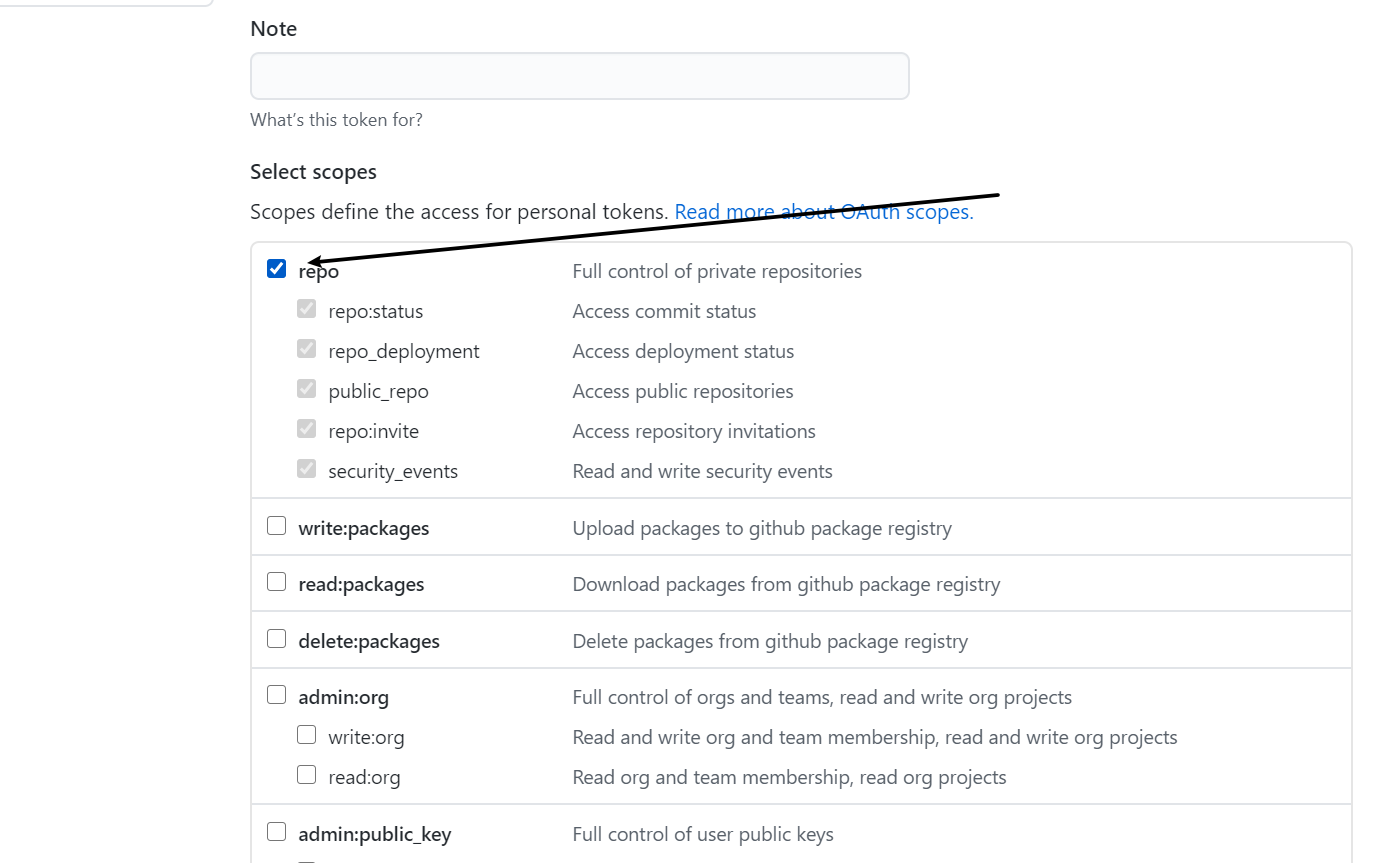 Note
What's this token for?
Select scopes
Scopes define the access for personal tokens. Read more about OAuth scopes.
repo Full control of private repositories
repo:status Access commit status
repo_deployment Access deployment status
public_repo Access public repositories
repo:invite Access repository invitations
security_events Read and write security events
write:packages Upload packages to github package registry
read:packages Download packages from github package registry
delete:packages Delete packages from github package registry
admin:org Full control of orgs and teams, read and write org projects
write:org Read and write org and team membership, read and write org projects
read:org Read org and team membership, read org projects
admin:public_key Full control of user public keys